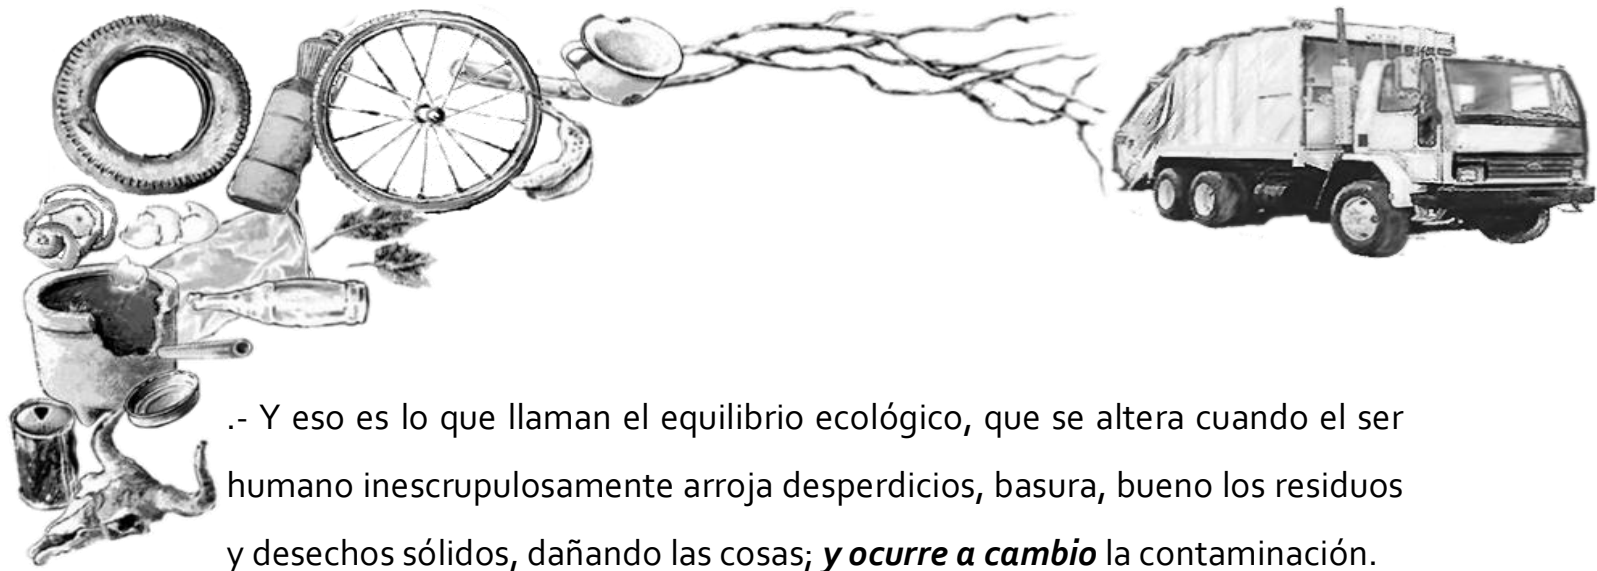 .- Y eso es lo que llaman el equilibrio ecológico, que se altera cuando el ser
humano inescrupulosamente arroja desperdicios, basura, bueno los residuos
y desechos sólidos, dañando las cosas; y ocurre a cambio la contaminación.